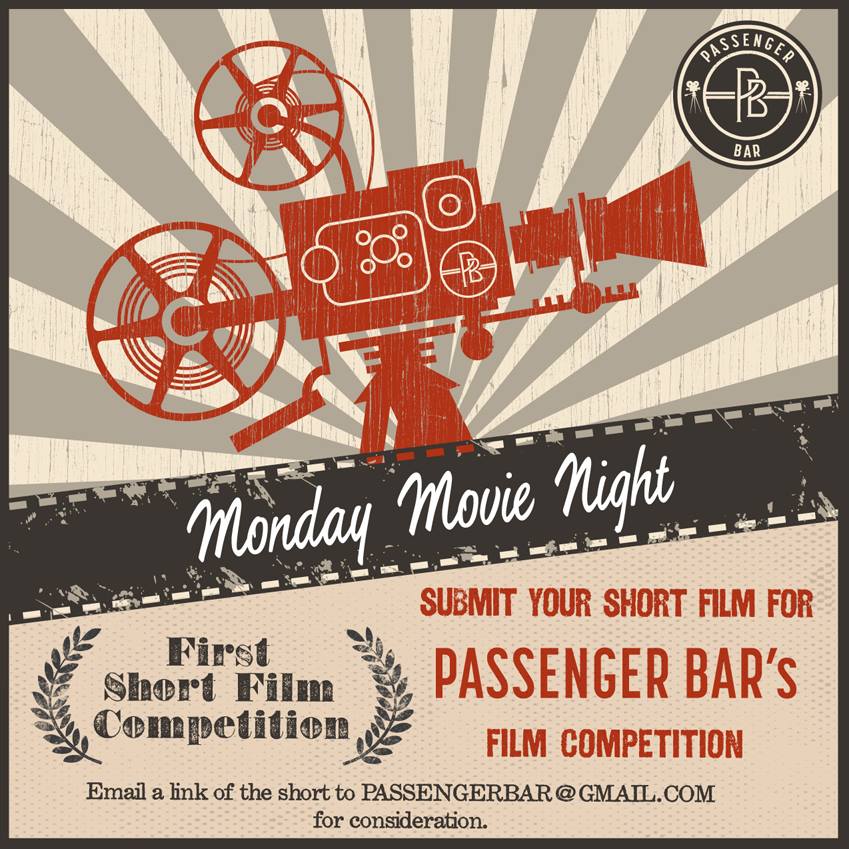 PASSENGER
PB
BAR
PB
Monday Movie Night
SUBMIT YOUR SHORT FILM FOR
PASSENGER BAR's
FILM COMPETITION
First
Short Film
Competition
Email a link of the short to PASSENGERBAR@GMAIL.COM
for consideration.